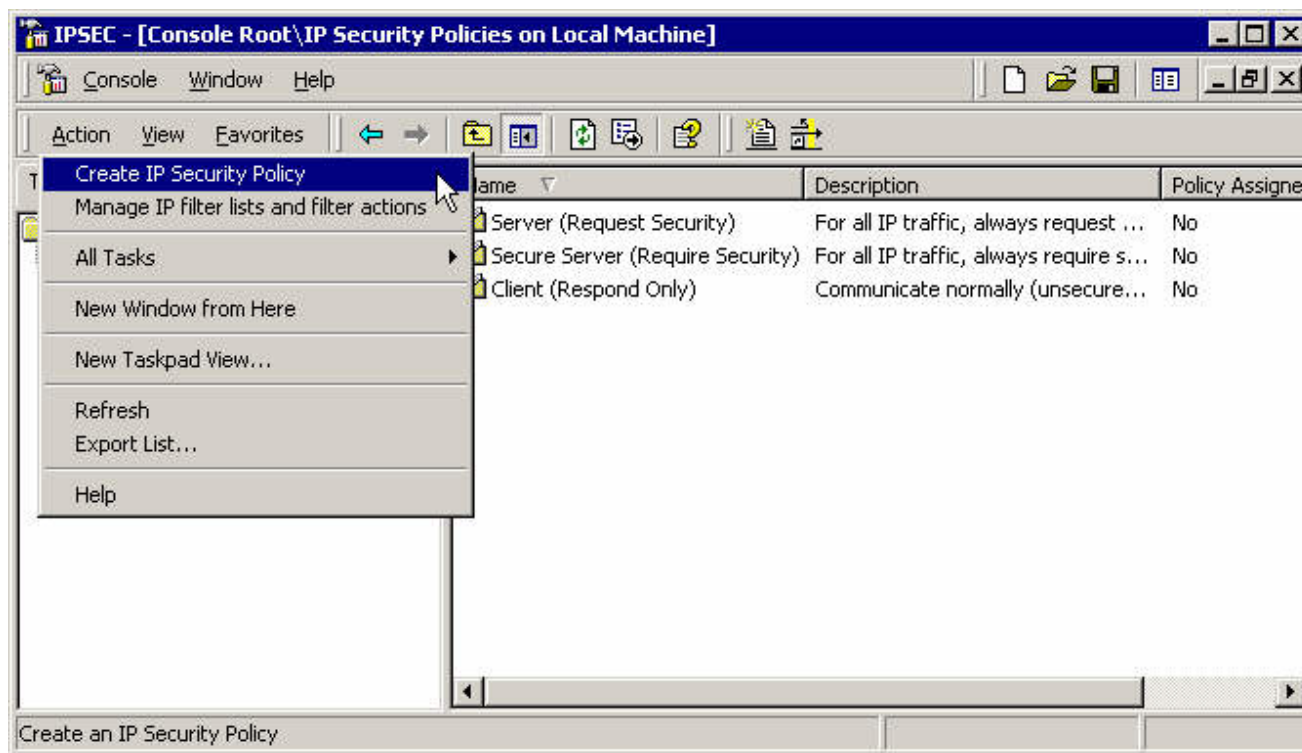 IPSEC - [Console Root\IP Security Policies on Local Machine]
Console Window Help
Action View Favorites
Create IP Security Policy
Manage IP filter lists and filter actions
All Tasks
New Window from Here
New Taskpad View...
Refresh
Export List...
Help
T
ame Description Policy Assigne
Server (Request Security) For all IP traffic, always request ... No
Secure Server (Require Security) For all IP traffic, always require s... No
Client (Respond Only) Communicate normally (unsecure... No
Create an IP Security Policy